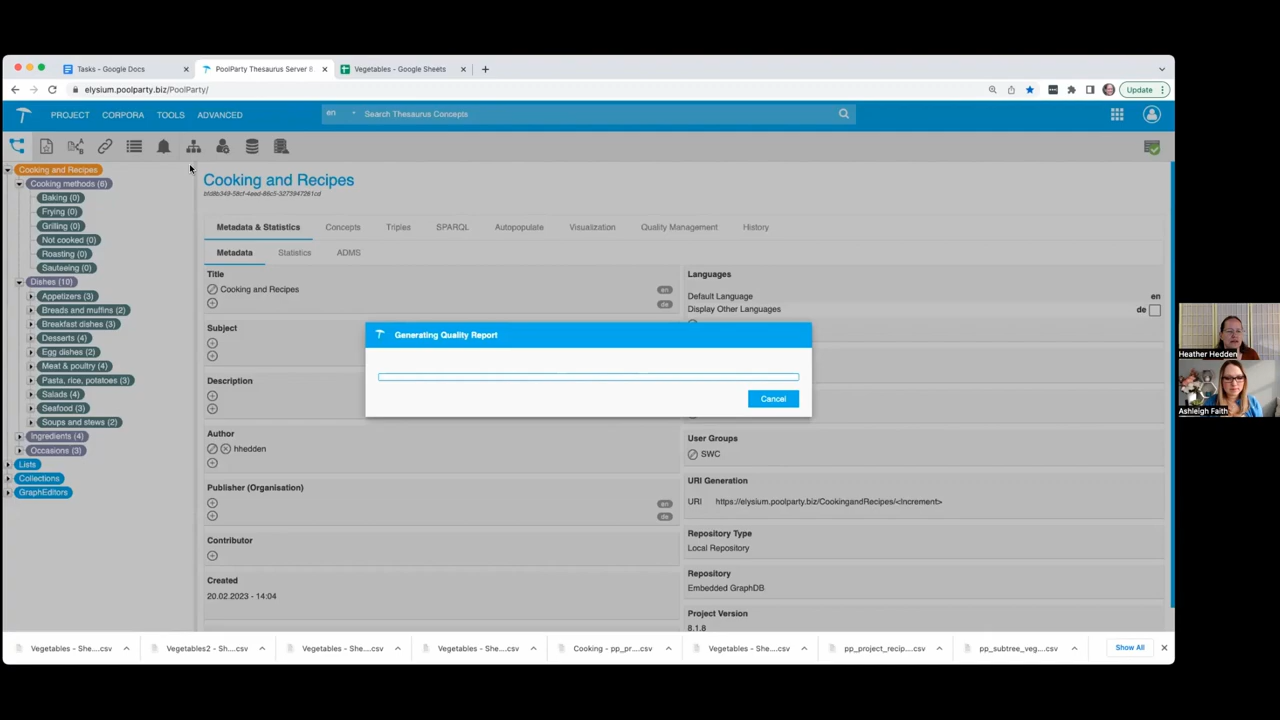 Tasks - Google Docs
PoolParty Thesaurus Server 8
Vegetables - Google Sheets
elysium.poolparty.biz/PoolParty/
Update
PROJECT
CORPORA
TOOLS
ADVANCED
en
Search Thesaurus Concepts
Cooking and Recipes
Cooking methods (6)
Baking (0)
Frying (0)
Grilling (0)
Not cooked (0)
Roasting (0)
Sauteeing (0)
Dishes (10)
Appetizers (3)
Breads and muffins (2)
Breakfast dishes (3)
Desserts (4)
Egg dishes (2)
Meat & poultry (4)
Pasta, rice, potatoes (3)
Salads (4)
Seafood (3)
Soups and stews (2)
Ingredients (4)
Occasions (3)
Lists
Collections
GraphEditors
Cooking and Recipes
Metadata & Statistics
Concepts
Triples
SPARQL
Autopopulate
Visualization
Quality Management
History
Metadata
Statistics
ADMS
Title
Cooking and Recipes
en
de
Subject
Description
Author
hhedden
Publisher (Organisation)
en
de
Contributor
Created
20.02.2023 - 14:04
Languages
Default Language
en
Display Other Languages
de
Generating Quality Report
Cancel
User Groups
SWC
URI Generation
URI
https://elysium.poolparty.biz/CookingandRecipes/<Increment>
Repository Type
Local Repository
Repository
Embedded GraphDB
Project Version
8.1.8
Heather Hedden
Ashleigh Faith
Vegetables - She....csv
Vegetables2 - Sh....csv
Vegetables - She....csv
Vegetables - She....csv
Cooking - pp_pr....csv
Vegetables - She....csv
pp_project_recip....csv
pp_subtree_veg....csv
Show All